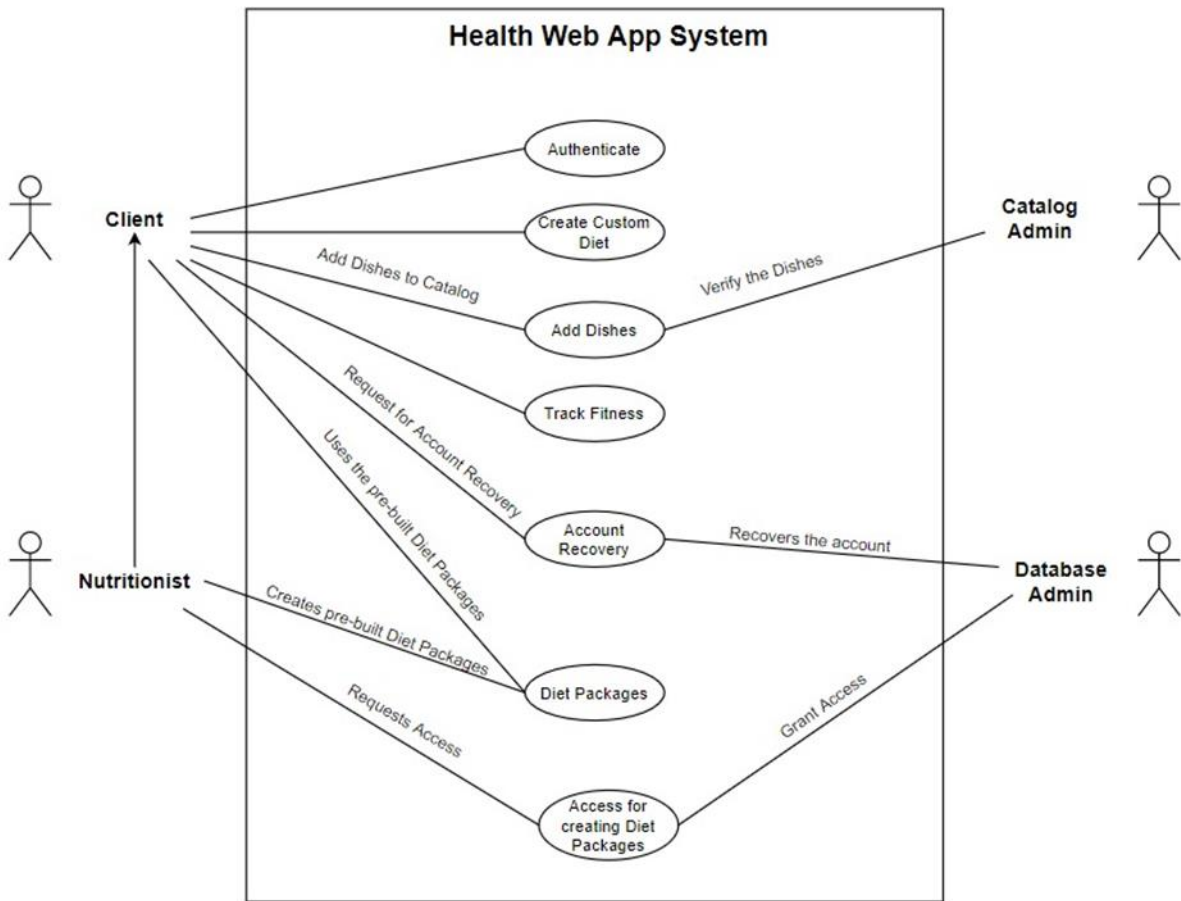 Health Web App System
Authenticate
Client
Create Custom
Diet
Catalog
Admin
Add Dishes to Catalog
Verify the Dishes
Add Dishes
Track Fitness
Request for Account Recovery
Uses the pre-built Diet Packages
Account
Recovery
Recovers the account
Nutritionist
Database
Admin
Creates pre-built Diet Packages
Diet Packages
Requests Access
Grant Access
Access for
creating Diet
Packages